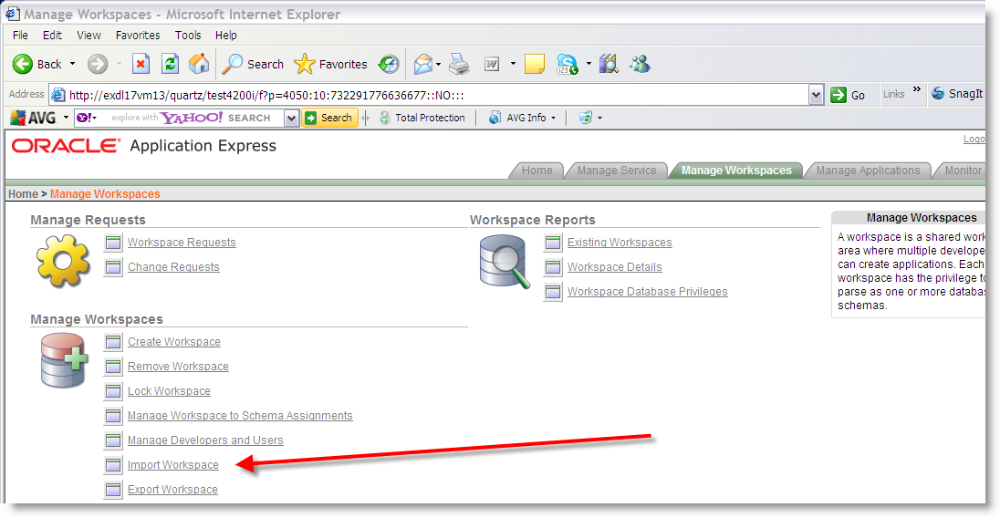 Manage Workspaces - Microsoft Internet Explorer
File Edit View Favorites Tools Help
Back Search Favorites
Address http://exdl17vm13/quartz/test4200i/f?p=4050:10:732291776636677::NO::: Go Links » SnagIt
AVG Y! explore with YAHOO! SEARCH Search Total Protection AVG Info
ORACLE Application Express
Logo
Home Manage Service Manage Workspaces Manage Applications Monitor
Home > Manage Workspaces
Manage Requests
Workspace Requests
Change Requests
Manage Workspaces
Create Workspace
Remove Workspace
Lock Workspace
Manage Workspace to Schema Assignments
Manage Developers and Users
Import Workspace
Export Workspace
Workspace Reports
Existing Workspaces
Workspace Details
Workspace Database Privileges
Manage Workspaces
A workspace is a shared work
area where multiple develope
can create applications. Each
workspace has the privilege to
parse as one or more databas
schemas.